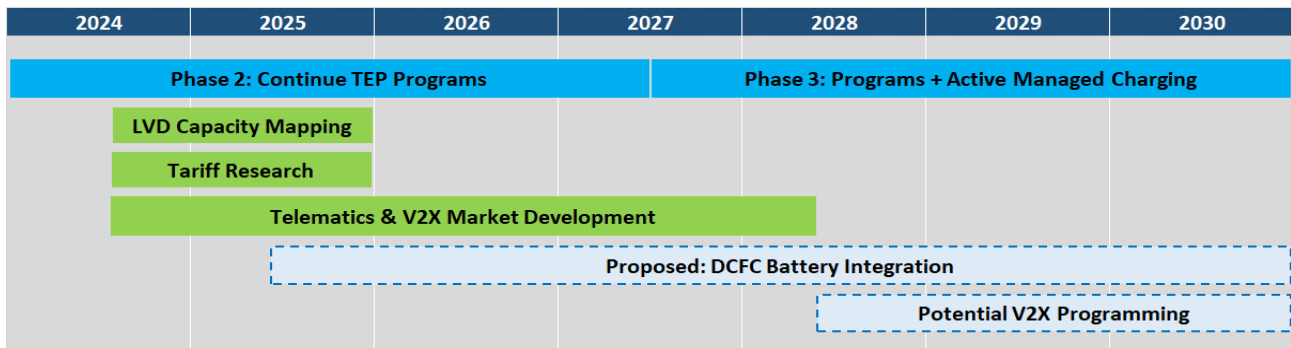 2024 2025 2026 2027 2028 2029 2030
Phase 2: Continue TEP Programs Phase 3: Programs + Active Managed Charging
LVD Capacity Mapping
Tariff Research
Telematics & V2X Market Development
Proposed: DCFC Battery Integration
Potential V2X Programming